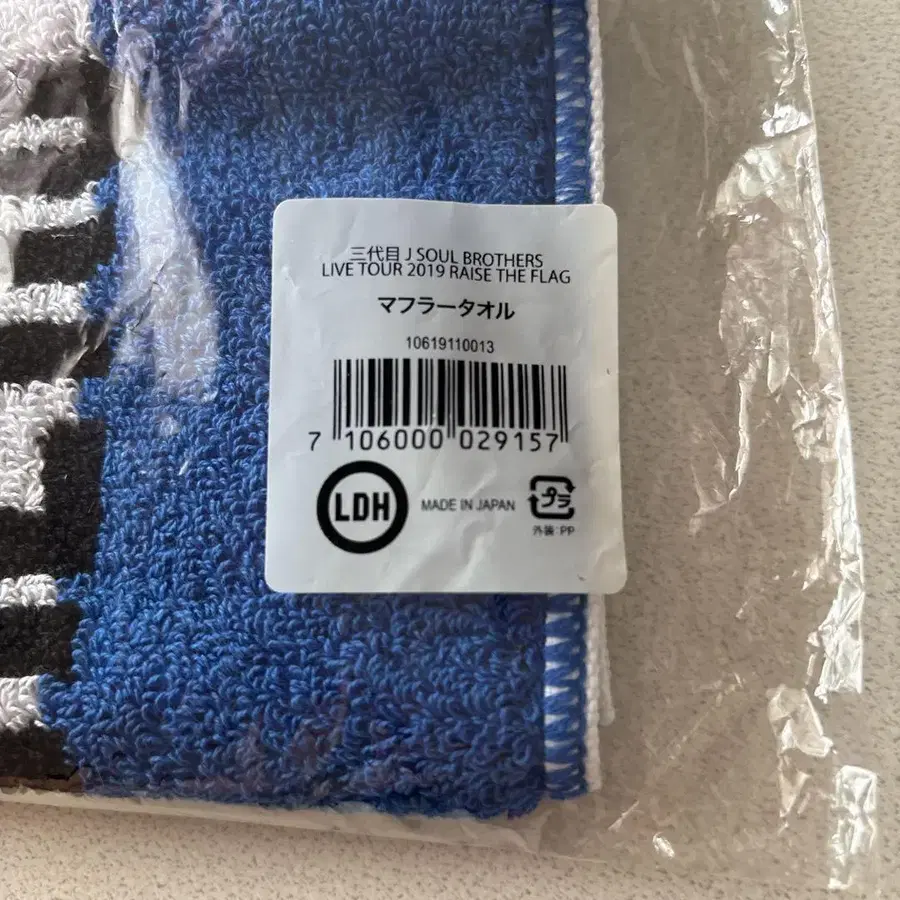 三代目 J SOUL BROTHERS
LIVE TOUR 2019 RAISE THE FLAG
マフラータオル
10619110013
7 106000 029157
LDH
MADE IN JAPAN
プラ
外装:PP